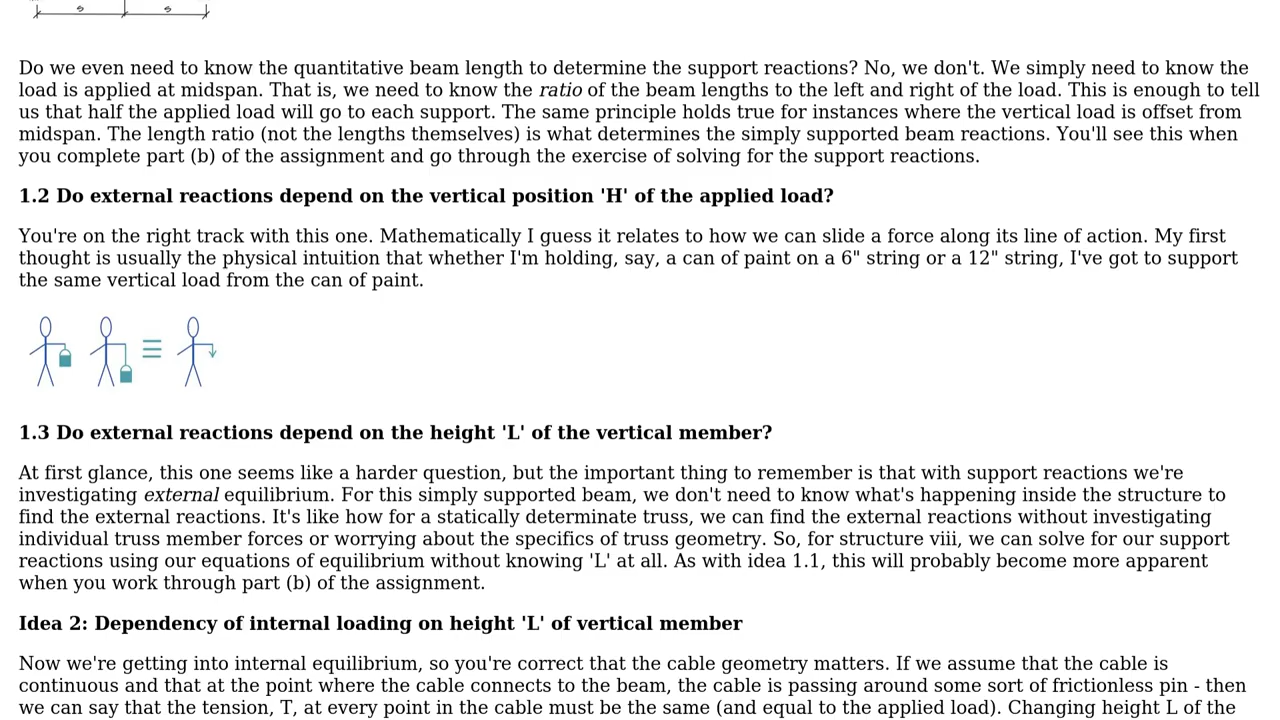 s s
Do we even need to know the quantitative beam length to determine the support reactions? No, we don't. We simply need to know the
load is applied at midspan. That is, we need to know the ratio of the beam lengths to the left and right of the load. This is enough to tell
us that half the applied load will go to each support. The same principle holds true for instances where the vertical load is offset from
midspan. The length ratio (not the lengths themselves) is what determines the simply supported beam reactions. You'll see this when
you complete part (b) of the assignment and go through the exercise of solving for the support reactions.
1.2 Do external reactions depend on the vertical position 'H' of the applied load?
You're on the right track with this one. Mathematically I guess it relates to how we can slide a force along its line of action. My first
thought is usually the physical intuition that whether I'm holding, say, a can of paint on a 6" string or a 12" string, I've got to support
the same vertical load from the can of paint.
1.3 Do external reactions depend on the height 'L' of the vertical member?
At first glance, this one seems like a harder question, but the important thing to remember is that with support reactions we're
investigating external equilibrium. For this simply supported beam, we don't need to know what's happening inside the structure to
find the external reactions. It's like how for a statically determinate truss, we can find the external reactions without investigating
individual truss member forces or worrying about the specifics of truss geometry. So, for structure viii, we can solve for our support
reactions using our equations of equilibrium without knowing 'L' at all. As with idea 1.1, this will probably become more apparent
when you work through part (b) of the assignment.
Idea 2: Dependency of internal loading on height 'L' of vertical member
Now we're getting into internal equilibrium, so you're correct that the cable geometry matters. If we assume that the cable is
continuous and that at the point where the cable connects to the beam, the cable is passing around some sort of frictionless pin - then
we can say that the tension, T, at every point in the cable must be the same (and equal to the applied load). Changing height L of the